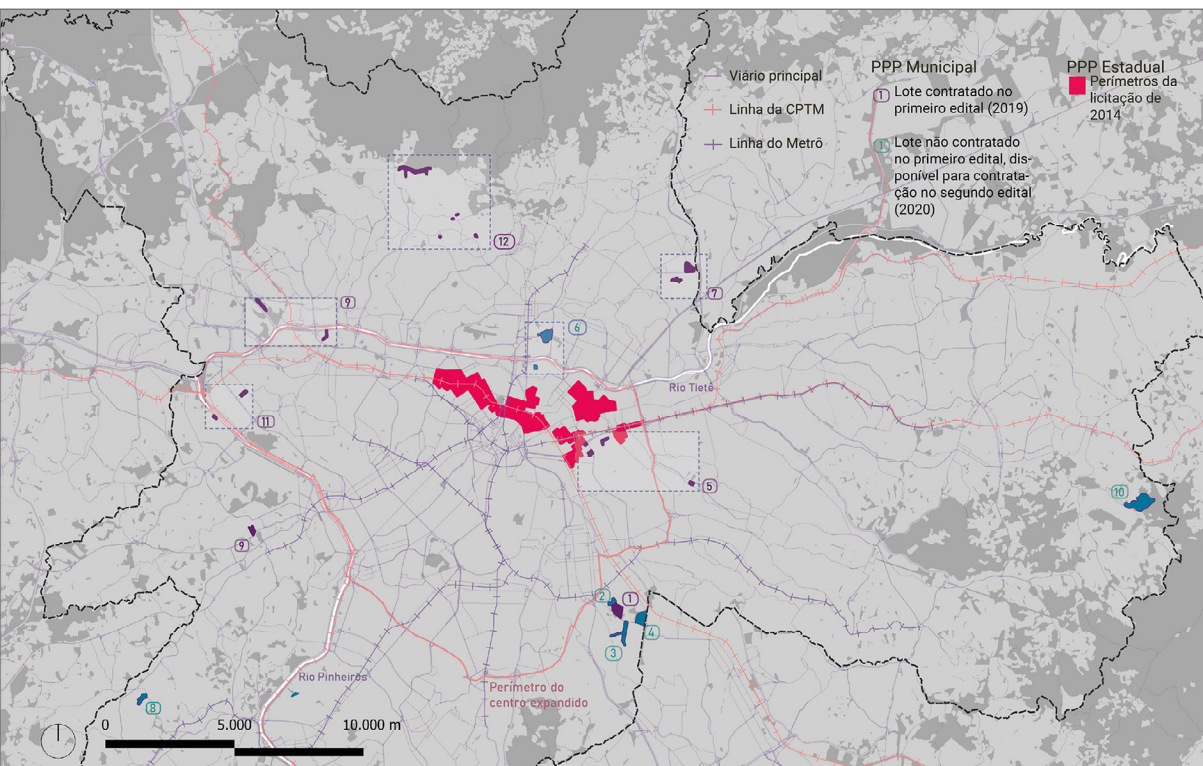 Viário principal
Linha da CPTM
Linha do Metrô
PPP Municipal
1
Lote contratado no
primeiro edital (2019)
1
Lote não contratado
no primeiro edital, dis-
ponível para contrata-
ção no segundo edital
(2020)
PPP Estadual
Perímetros da
licitação de
2014
12
7
9
6
Rio Tietê
11
5
10
9
2
1
4
3
Rio Pinheiros
Perímetro do
centro expandido
8
0
5.000
10.000 m